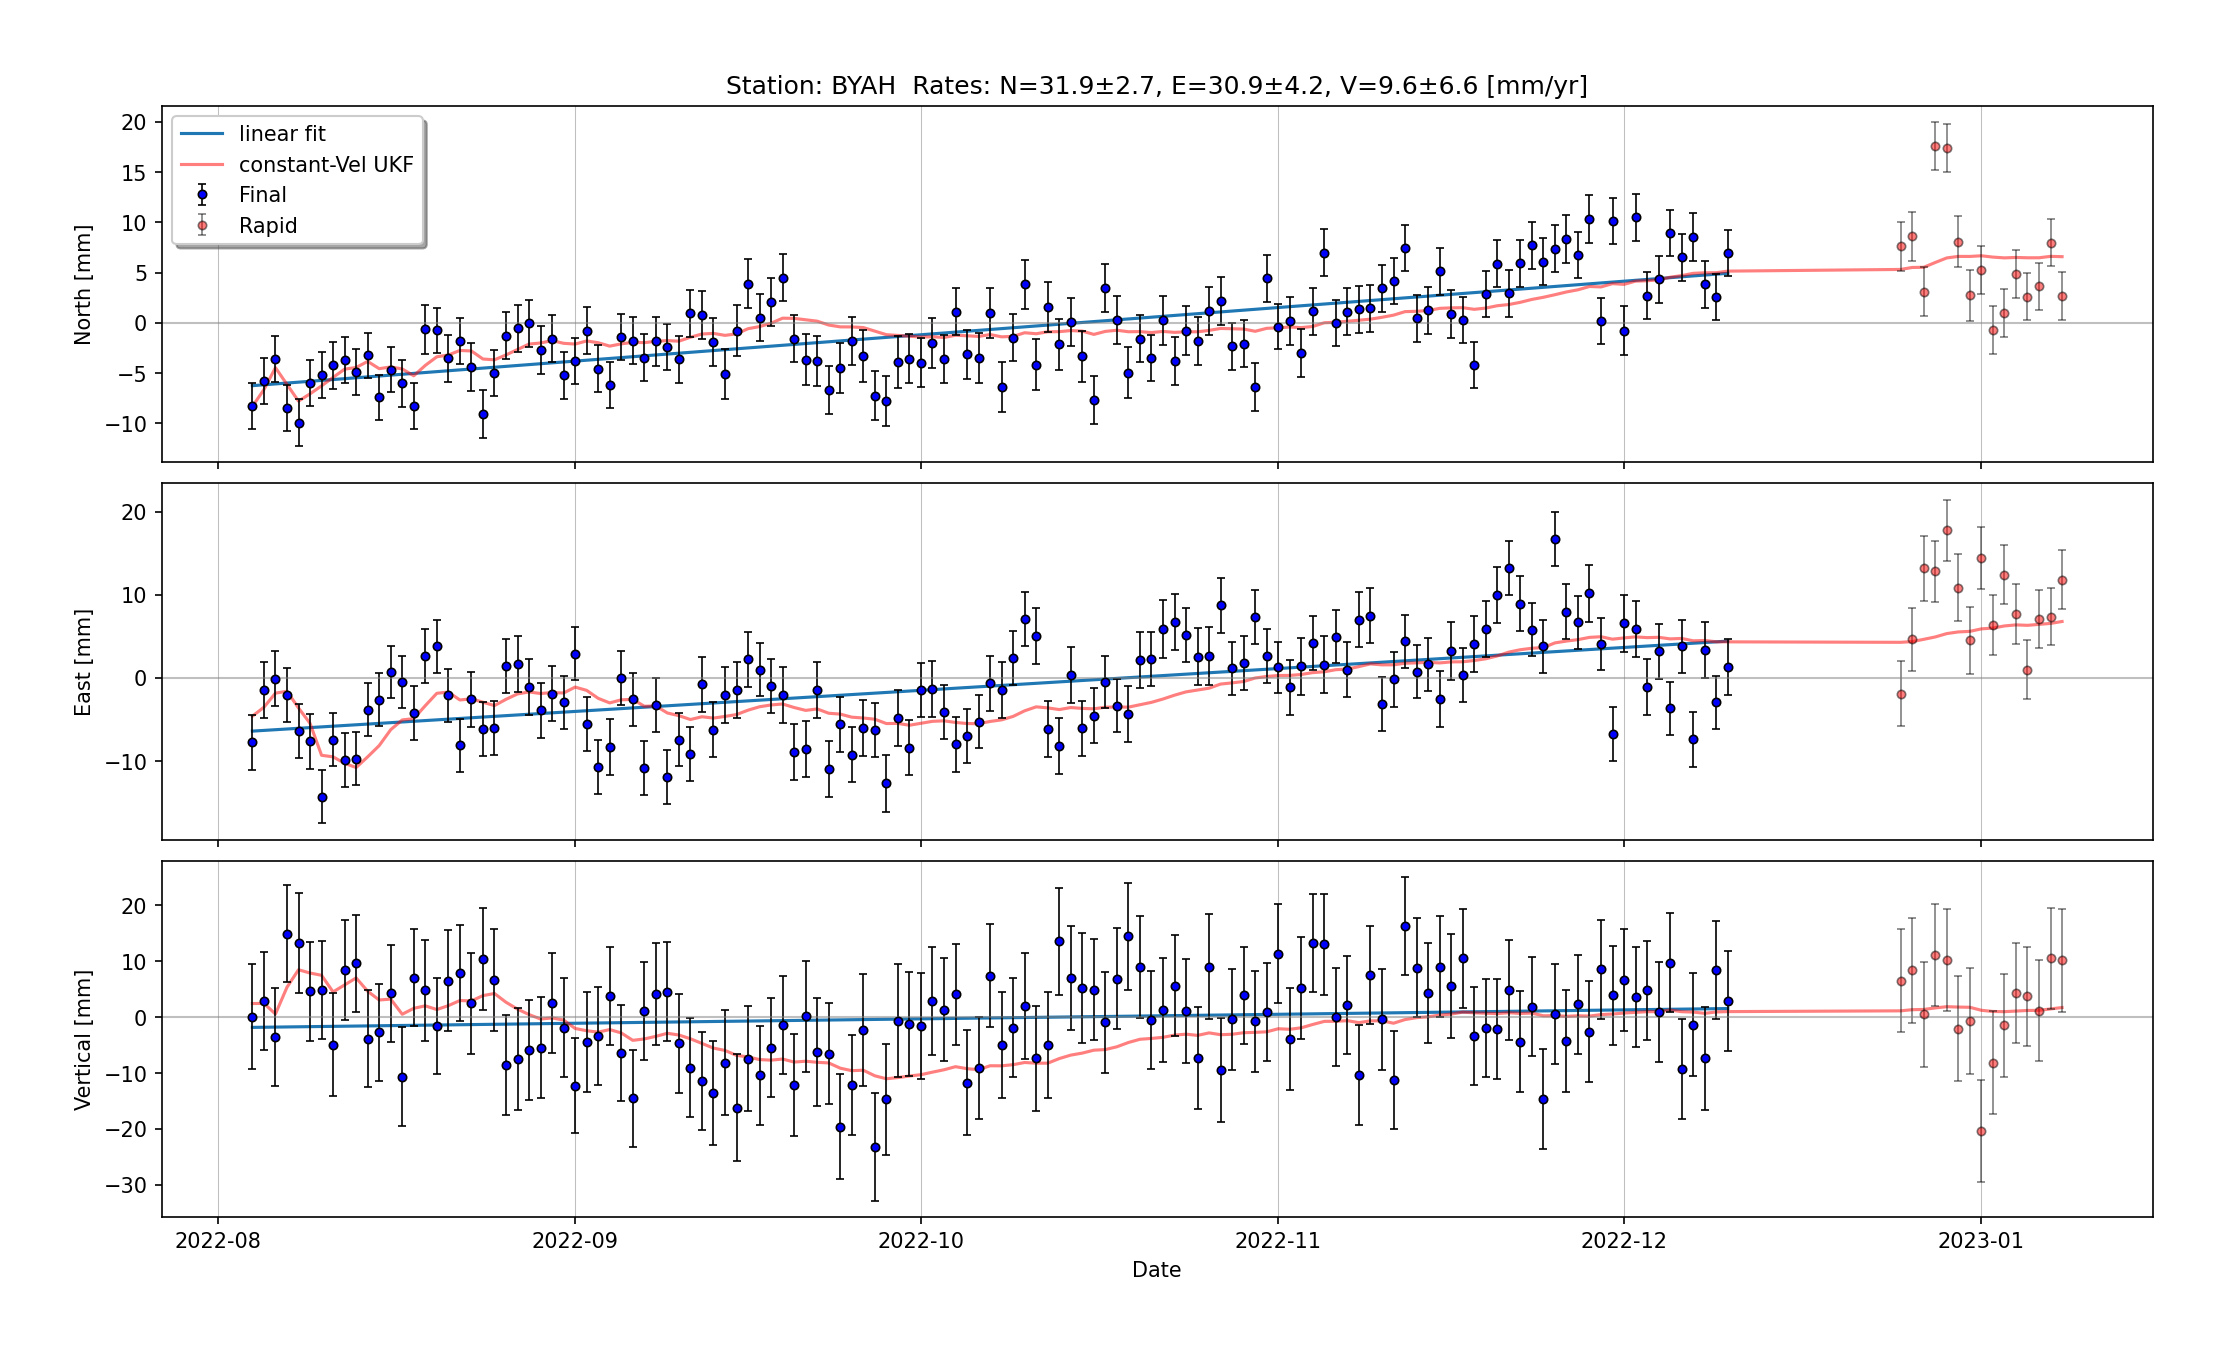 Station: BYAH  Rates: N=31.9±2.7, E=30.9±4.2, V=9.6±6.6 [mm/yr]
linear fit
constant-Vel UKF
Final
Rapid
North [mm]
20
15
10
5
0
−5
−10
East [mm]
20
10
0
−10
Vertical [mm]
20
10
0
−10
−20
−30
2022-08 2022-09 2022-10 2022-11 2022-12 2023-01
Date